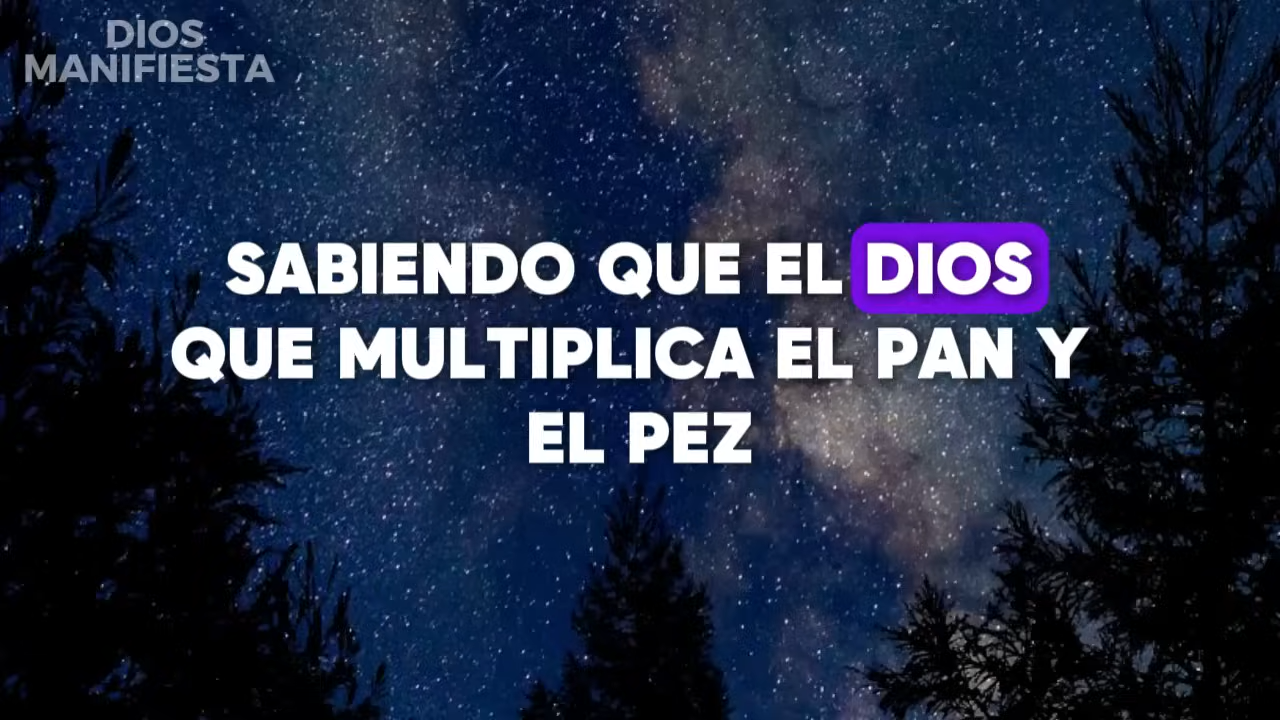 DIOS
MANIFIESTA
SABIENDO QUE EL DIOS
QUE MULTIPLICA EL PAN Y
EL PEZ